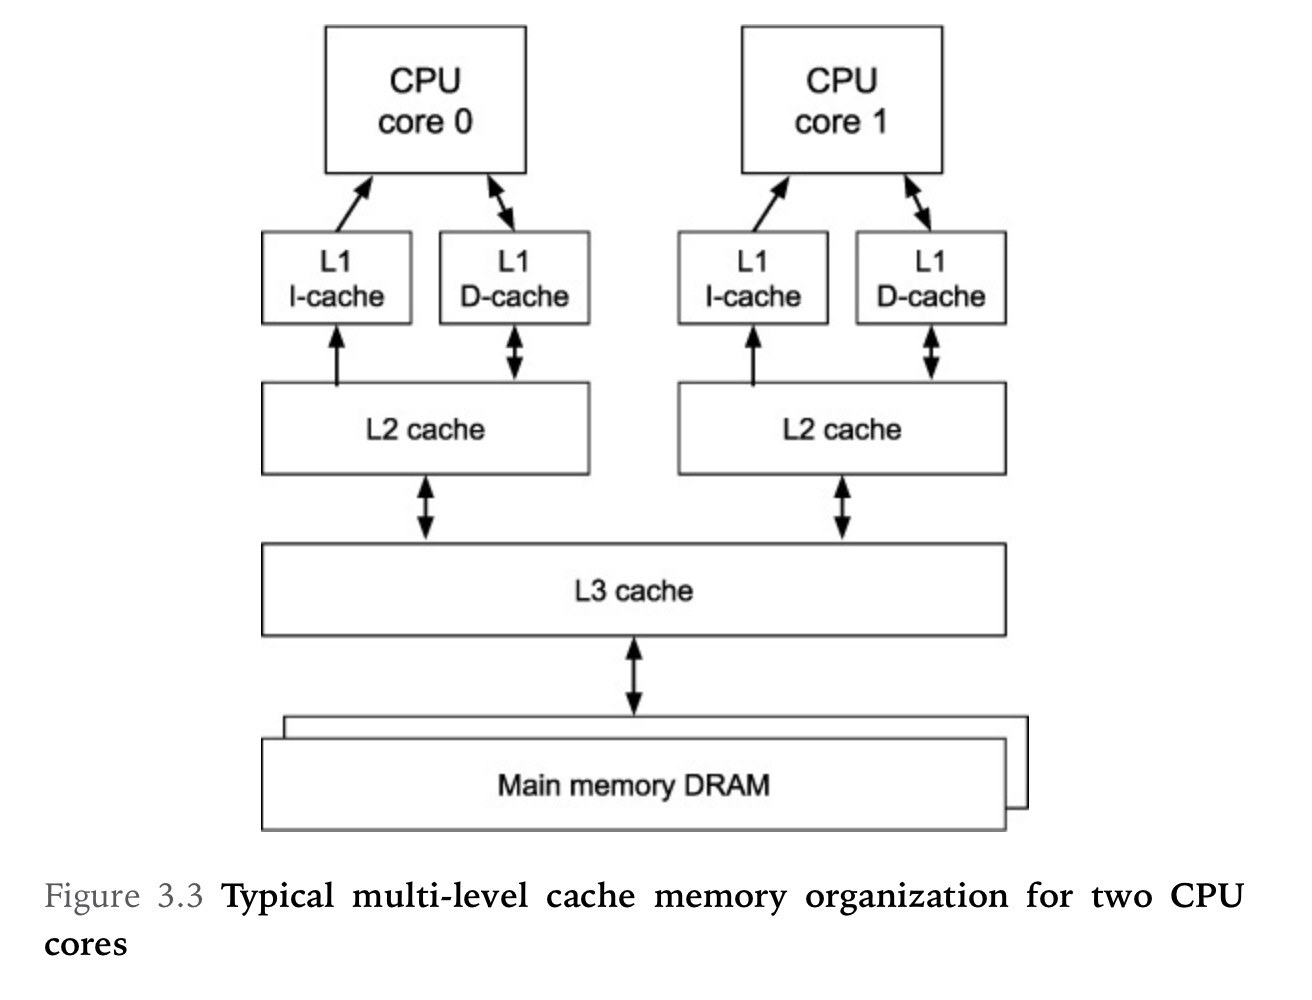 CPU
core 0
CPU
core 1
L1
I-cache
L1
D-cache
L1
I-cache
L1
D-cache
L2 cache
L2 cache
L3 cache
Main memory DRAM
Figure 3.3 Typical multi-level cache memory organization for two CPU
cores